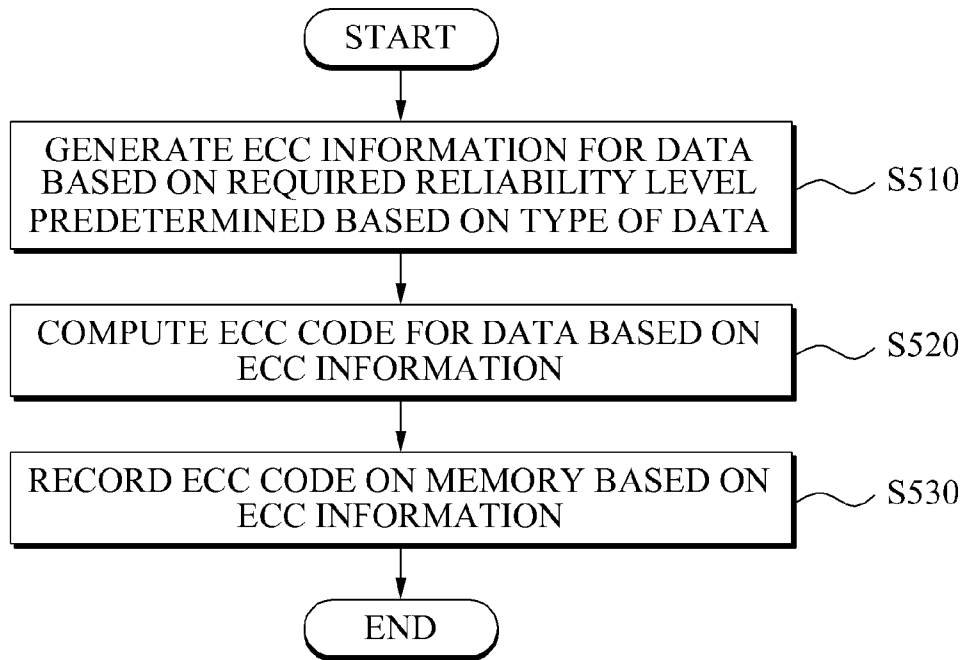 START
GENERATE ECC INFORMATION FOR DATA
BASED ON REQUIRED RELIABILITY LEVEL
PREDETERMINED BASED ON TYPE OF DATA
S510
COMPUTE ECC CODE FOR DATA BASED ON
ECC INFORMATION
S520
RECORD ECC CODE ON MEMORY BASED ON
ECC INFORMATION
S530
END